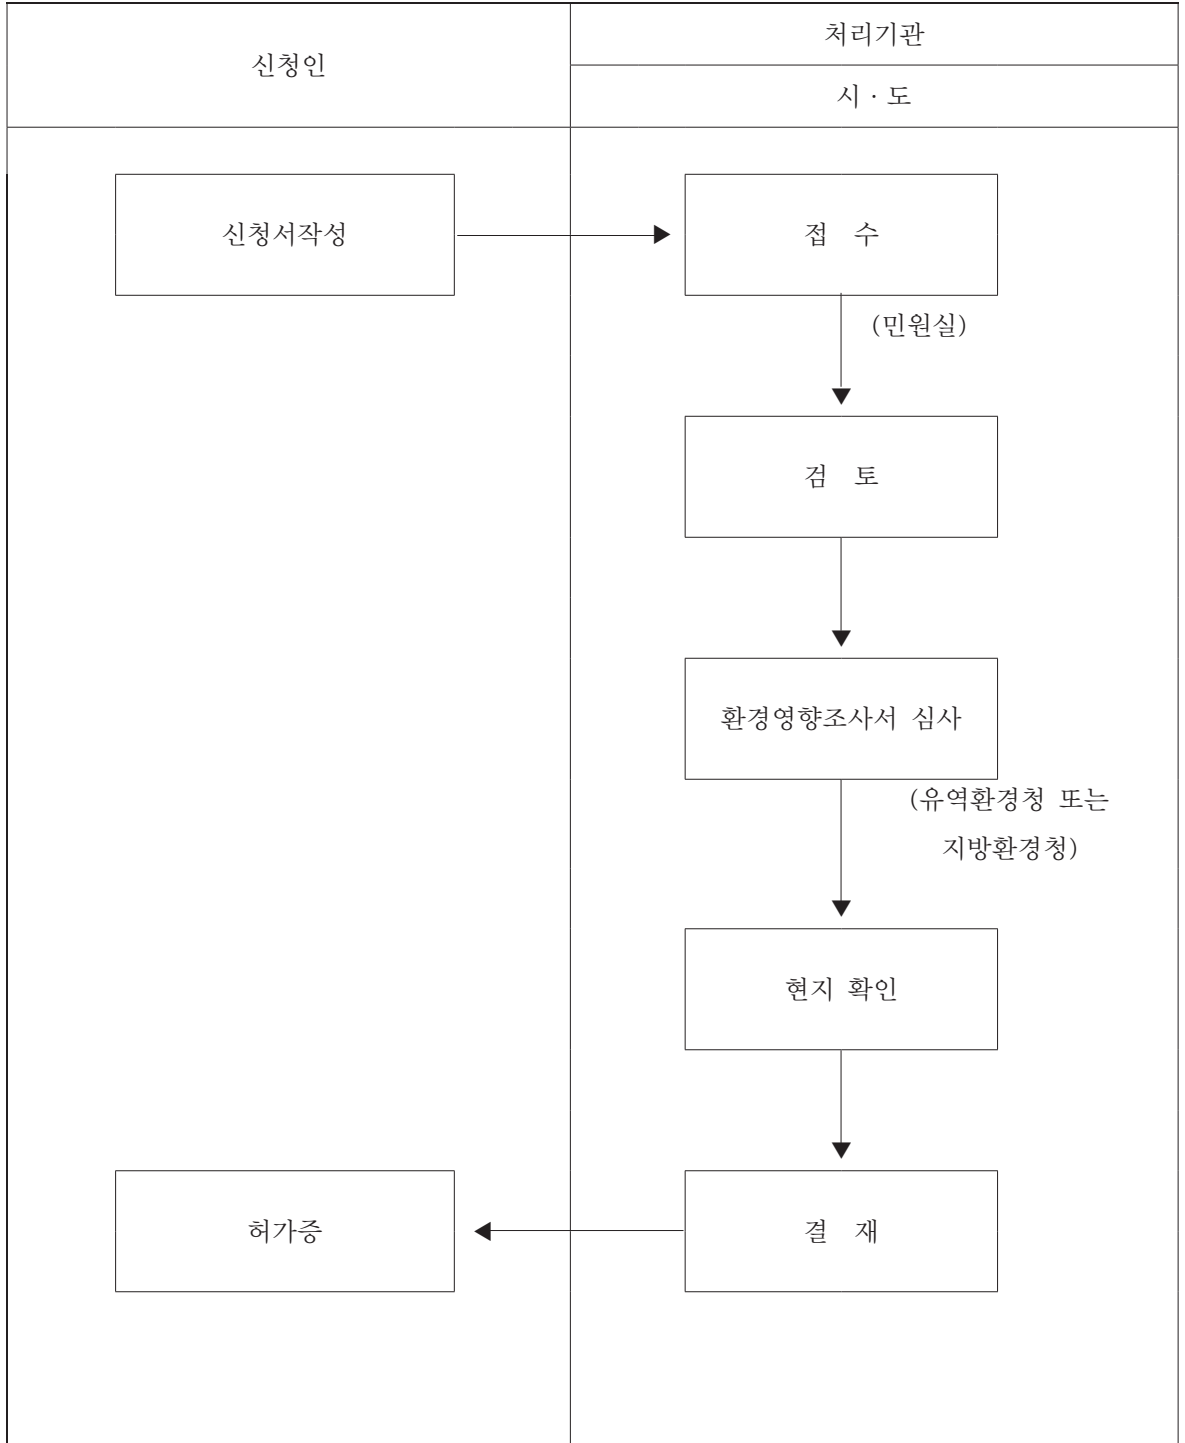 신청인
처리기관
시 · 도
신청서작성
접 수
(민원실)
검 토
환경영향조사서 심사
(유역환경청 또는
지방환경청)
현지 확인
허가증
결 재